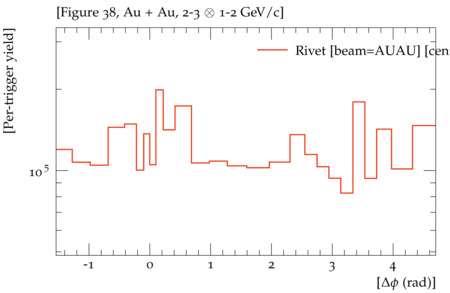 [Figure 38, Au + Au, 2-3 ⊗ 1-2 GeV/c]
[Per-trigger yield]
Rivet [beam=AUAU] [cen
10⁵
-1 0 1 2 3 4
[Δϕ (rad)]